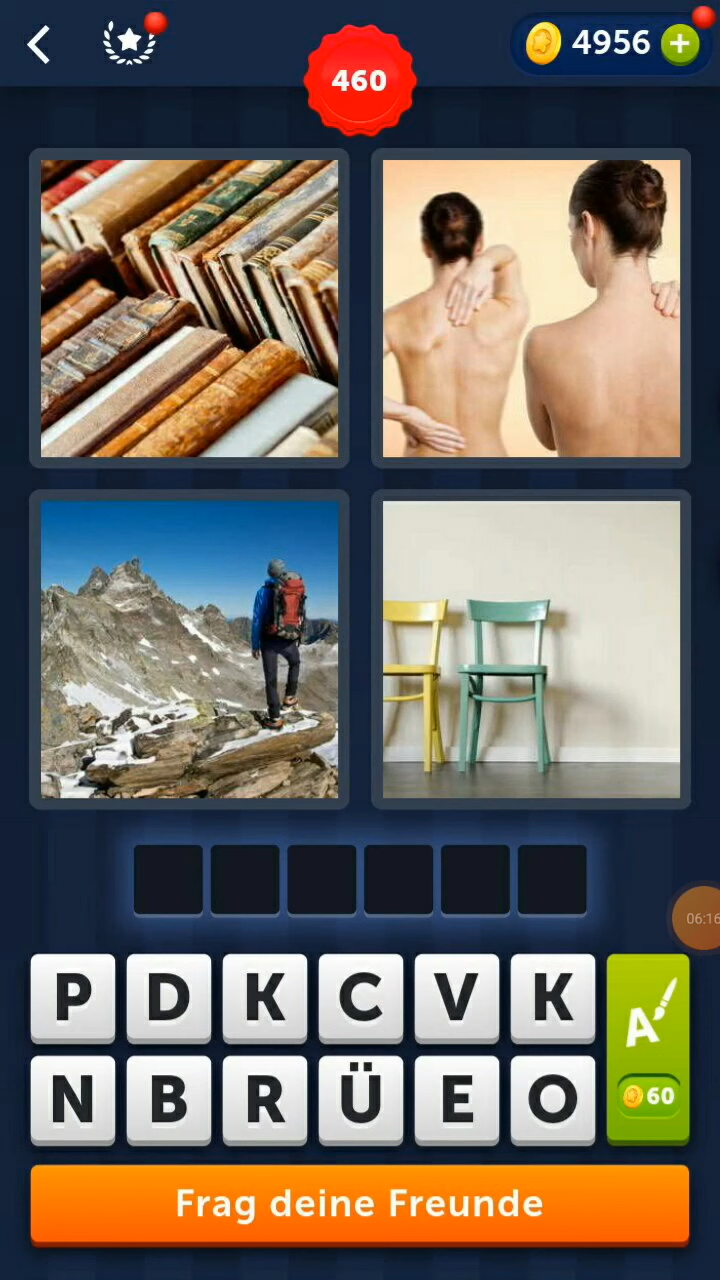 4956
460
06:16
P D K C V K
A
N B R Ü E O
60
Frag deine Freunde